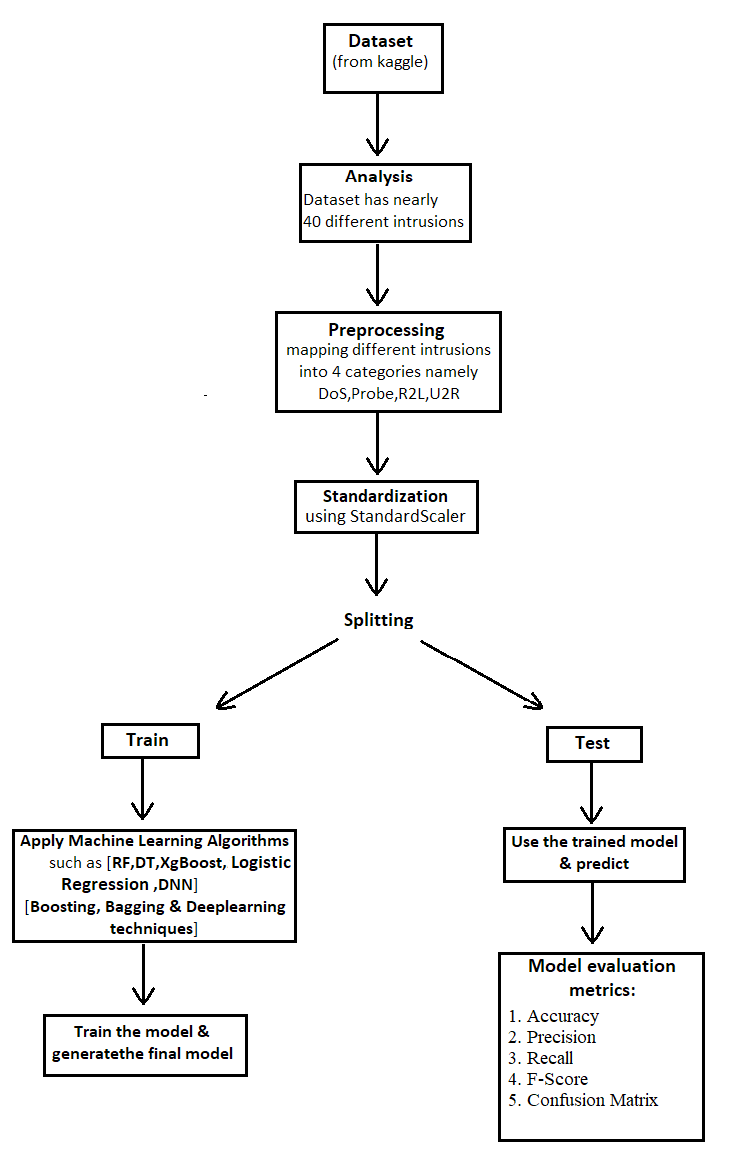 Dataset
(from kaggle)
Analysis
Dataset has nearly
40 different intrusions
Preprocessing
mapping different intrusions
into 4 categories namely
DoS,Probe,R2L,U2R
Standardization
using StandardScaler
Splitting
Train
Apply Machine Learning Algorithms
such as [RF,DT,XgBoost, Logistic
Regression ,DNN]
[Boosting, Bagging & Deeplearning
techniques]
Train the model &
generatethe final model
Test
Use the trained model
& predict
Model evaluation
metrics:
1. Accuracy
2. Precision
3. Recall
4. F-Score
5. Confusion Matrix